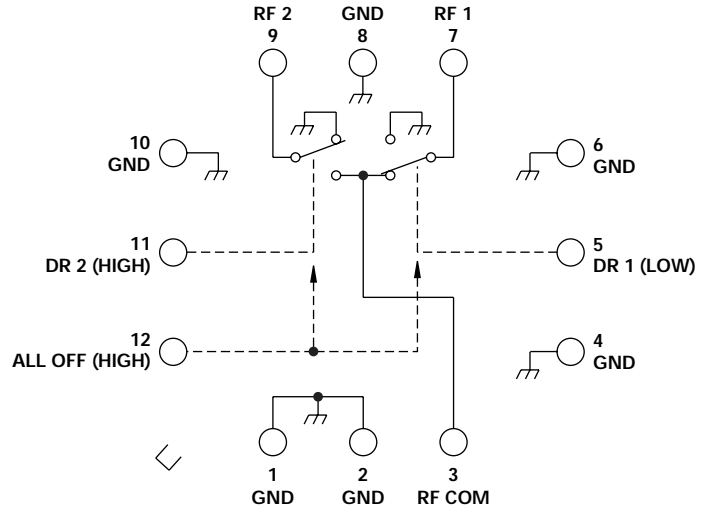 RF 2
9
GND
8
RF 1
7
10
GND
6
GND
11
DR 2 (HIGH)
5
DR 1 (LOW)
12
ALL OFF (HIGH)
4
GND
1
GND
2
GND
3
RF COM